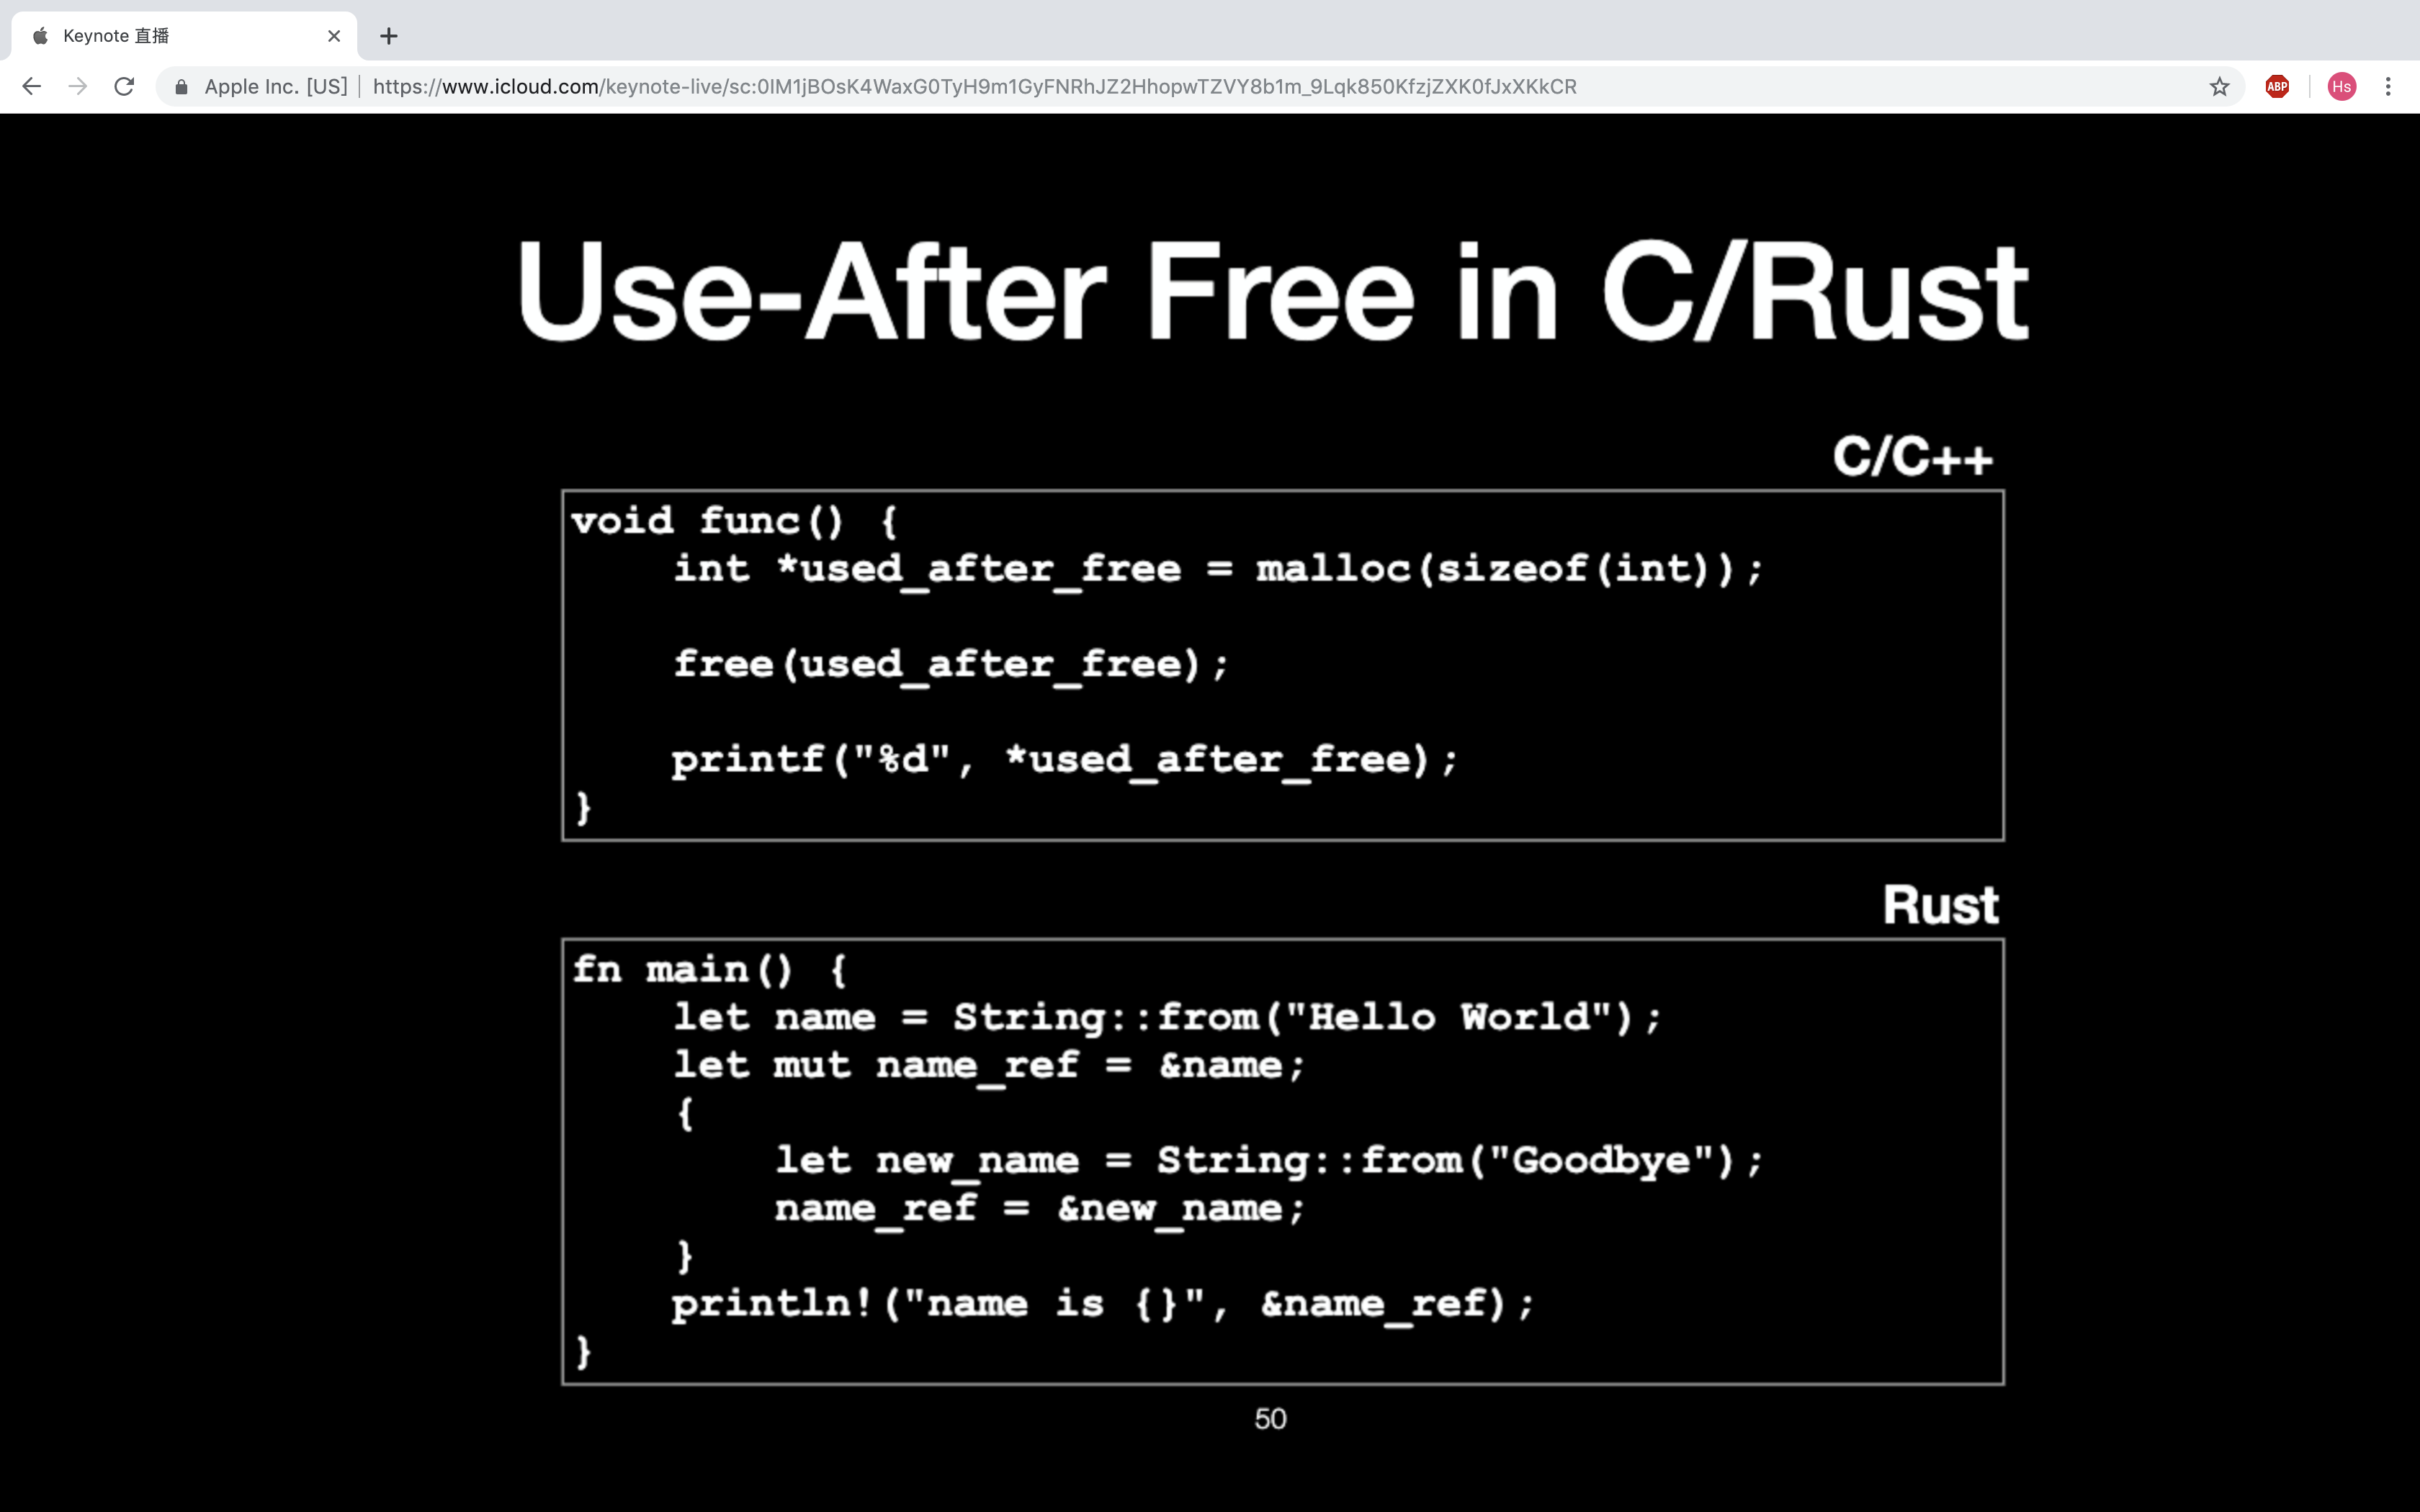 Keynote 直播
Apple Inc. [US] https://www.icloud.com/keynote-live/sc:0IM1jBOsK4WaxG0TyH9m1GyFNRhJZ2HhopwTZVY8b1m_9Lqk850KfzjZXK0fJxXKkCR
ABP
Hs
Use-After Free in C/Rust
C/C++
void func() {
    int *used_after_free = malloc(sizeof(int));
    free(used_after_free);
    printf("%d", *used_after_free);
}
Rust
fn main() {
    let name = String::from("Hello World");
    let mut name_ref = &name;
    {
        let new_name = String::from("Goodbye");
        name_ref = &new_name;
    }
    println!("name is {}", &name_ref);
}
50